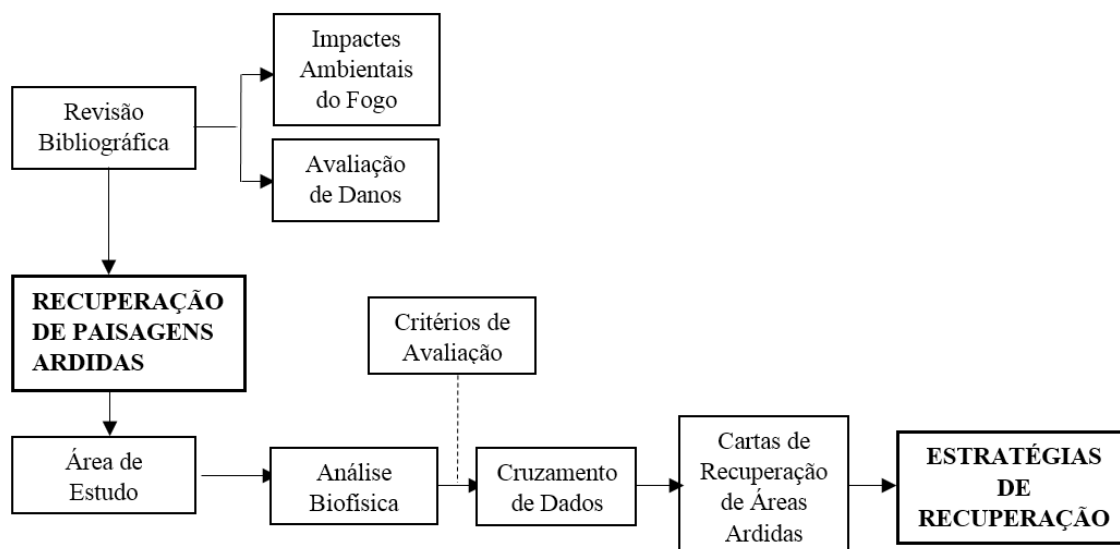 Impactes
Ambientais
do Fogo
Revisão
Bibliográfica
Avaliação
de Danos
RECUPERAÇÃO
DE PAISAGENS
ARDIDAS
Critérios de
Avaliação
Área de
Estudo
Análise
Biofísica
Cruzamento
de Dados
Cartas de
Recuperação
de Áreas
Ardidas
ESTRATÉGIAS
DE
RECUPERAÇÃO